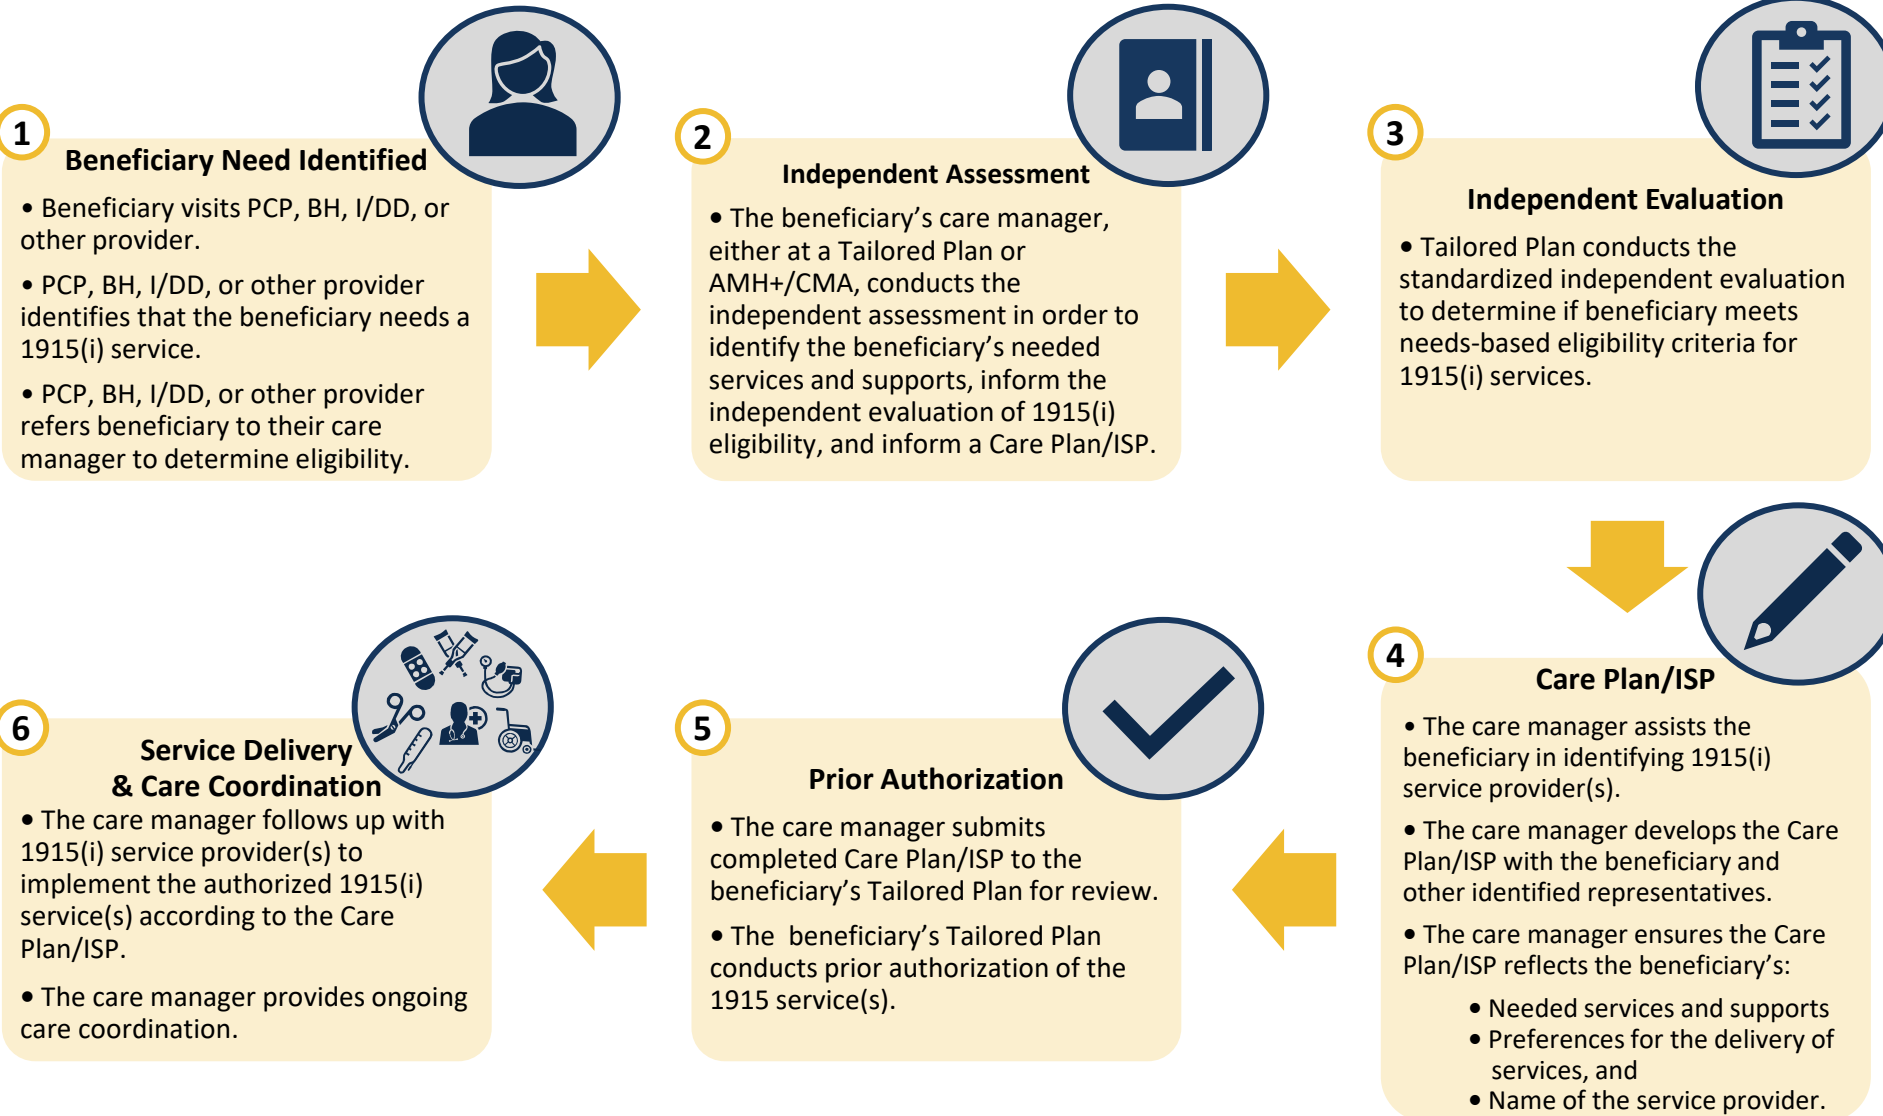 1
Beneficiary Need Identified
• Beneficiary visits PCP, BH, I/DD, or
other provider.
• PCP, BH, I/DD, or other provider
identifies that the beneficiary needs a
1915(i) service.
• PCP, BH, I/DD, or other provider
refers beneficiary to their care
manager to determine eligibility.
2
Independent Assessment
• The beneficiary’s care manager,
either at a Tailored Plan or
AMH+/CMA, conducts the
independent assessment in order to
identify the beneficiary’s needed
services and supports, inform the
independent evaluation of 1915(i)
eligibility, and inform a Care Plan/ISP.
3
Independent Evaluation
• Tailored Plan conducts the
standardized independent evaluation
to determine if beneficiary meets
needs-based eligibility criteria for
1915(i) services.
4
Care Plan/ISP
• The care manager assists the
beneficiary in identifying 1915(i)
service provider(s).
• The care manager develops the Care
Plan/ISP with the beneficiary and
other identified representatives.
• The care manager ensures the Care
Plan/ISP reflects the beneficiary’s:
• Needed services and supports
• Preferences for the delivery of
services, and
• Name of the service provider.
5
Prior Authorization
• The care manager submits
completed Care Plan/ISP to the
beneficiary’s Tailored Plan for review.
• The  beneficiary’s Tailored Plan
conducts prior authorization of the
1915 service(s).
6
Service Delivery
& Care Coordination
• The care manager follows up with
1915(i) service provider(s) to
implement the authorized 1915(i)
service(s) according to the Care
Plan/ISP.
• The care manager provides ongoing
care coordination.